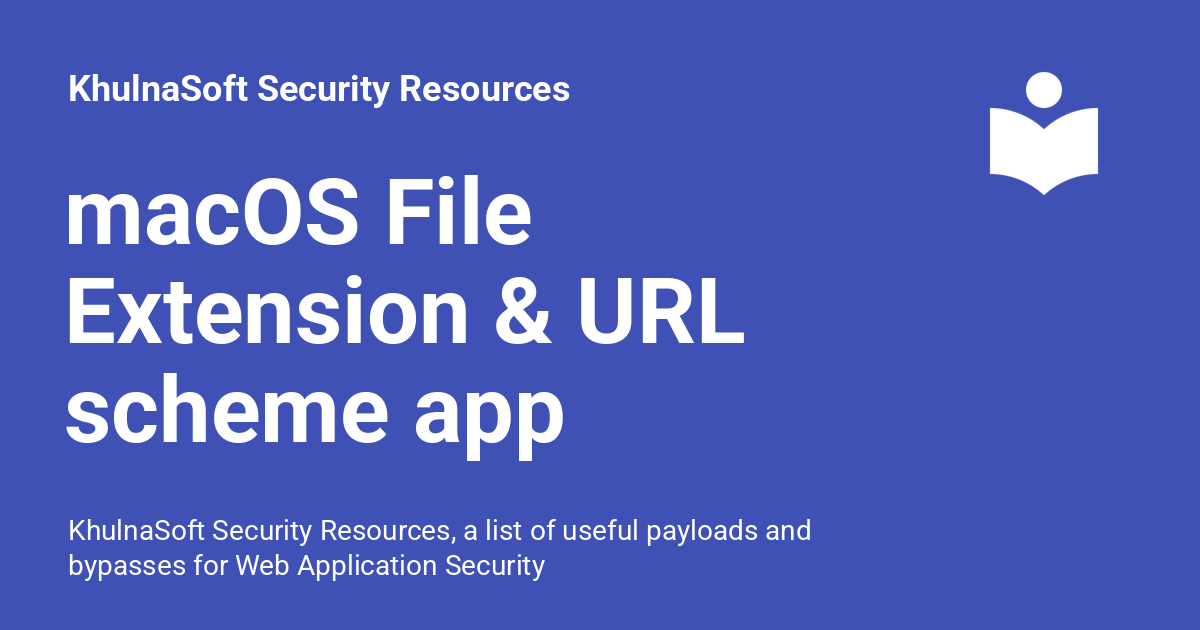 KhulnaSoft Security Resources
macOS File
Extension & URL
scheme app
KhulnaSoft Security Resources, a list of useful payloads and
bypasses for Web Application Security